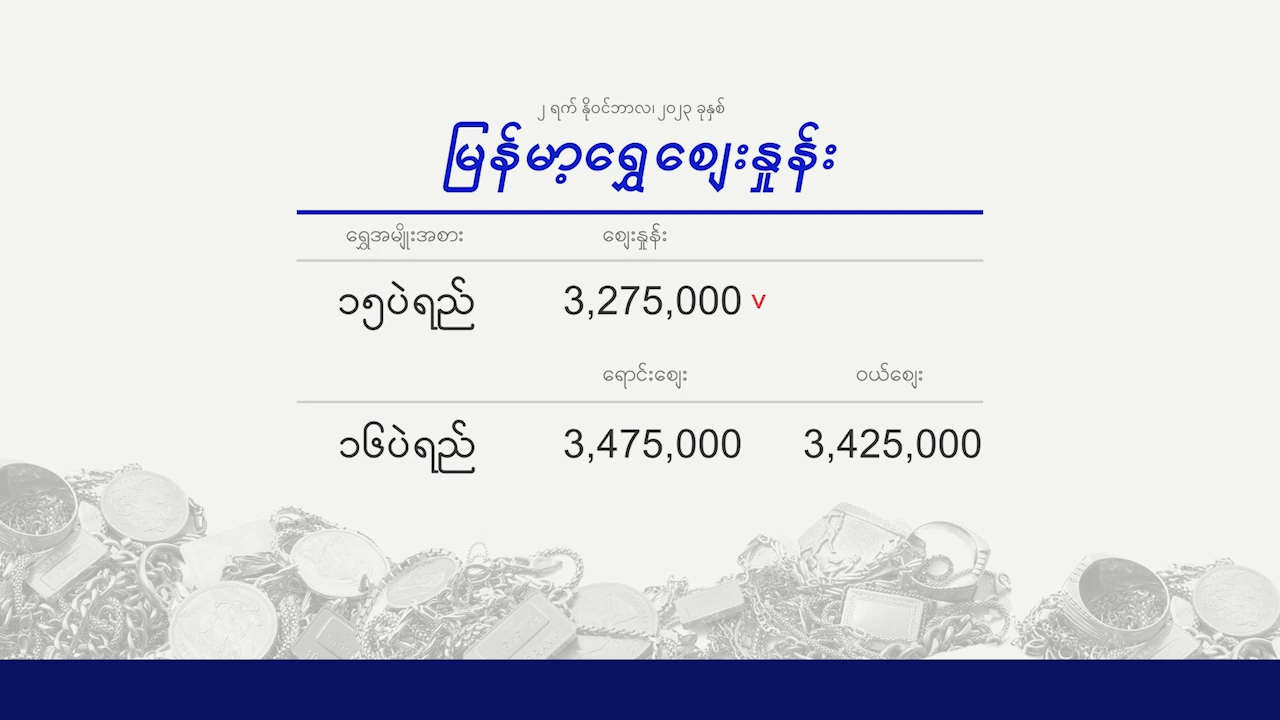 ၂ ရက် နိုဝင်ဘာလ၊ ၂၀၂၃ ခုနှစ်
မြန်မာ့ရွှေဈေးနှုန်း
ရွှေအမျိုးအစား ဈေးနှုန်း
၁၅ပဲရည် 3,275,000 v
ရောင်းဈေး ဝယ်ဈေး
၁၆ပဲရည် 3,475,000 3,425,000